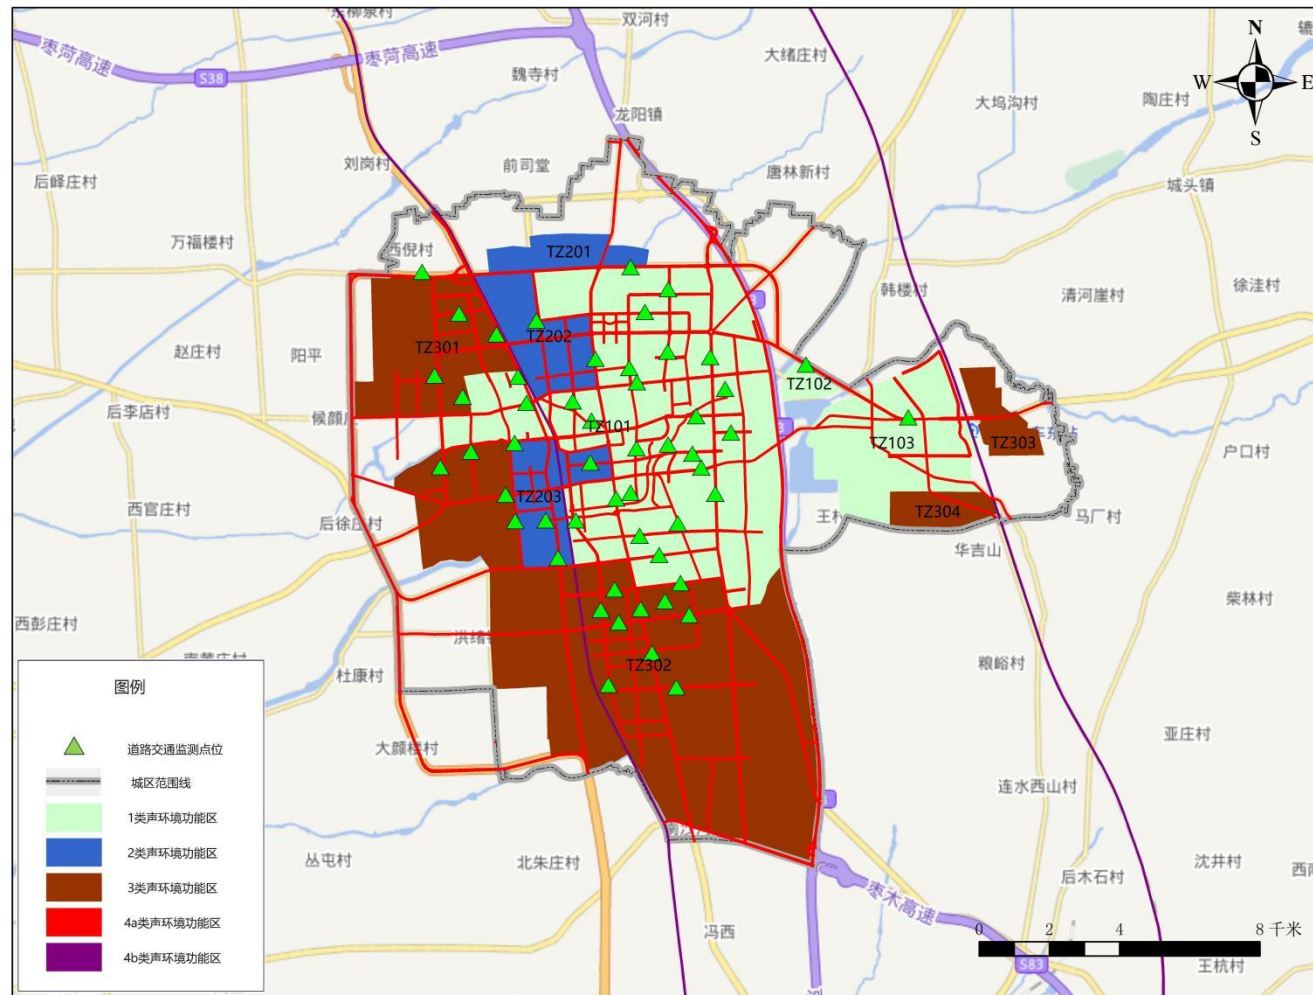 东柳泉村
双河村
枣菏高速
枣菏高速
S38
魏寺村
大绪庄村
N
W
E
S
大坞沟村
陶庄村
龙阳镇
刘岗村
前司堂
唐林新村
后峄庄村
城头镇
万福楼村
西倪村
TZ201
韩楼村
清河崖村
徐洼村
赵庄村
阳平
TZ301
TZ202
TZ102
后李店村
TZ101
TZ103
TZ303
户口村
西官庄村
后徐庄村
TZ203
TZ304
马厂村
华吉山
柴林村
西彭庄村
TZ302
粮峪村
杜康村
大颜楼村
亚庄村
连水西山村
丛屯村
北朱庄村
后木石村
沈井村
枣木高速
冯西
S83
王杭村
图例
道路交通监测点位
城区范围线
1类声环境功能区
2类声环境功能区
3类声环境功能区
4a类声环境功能区
4b类声环境功能区
0 2 4 8 千米